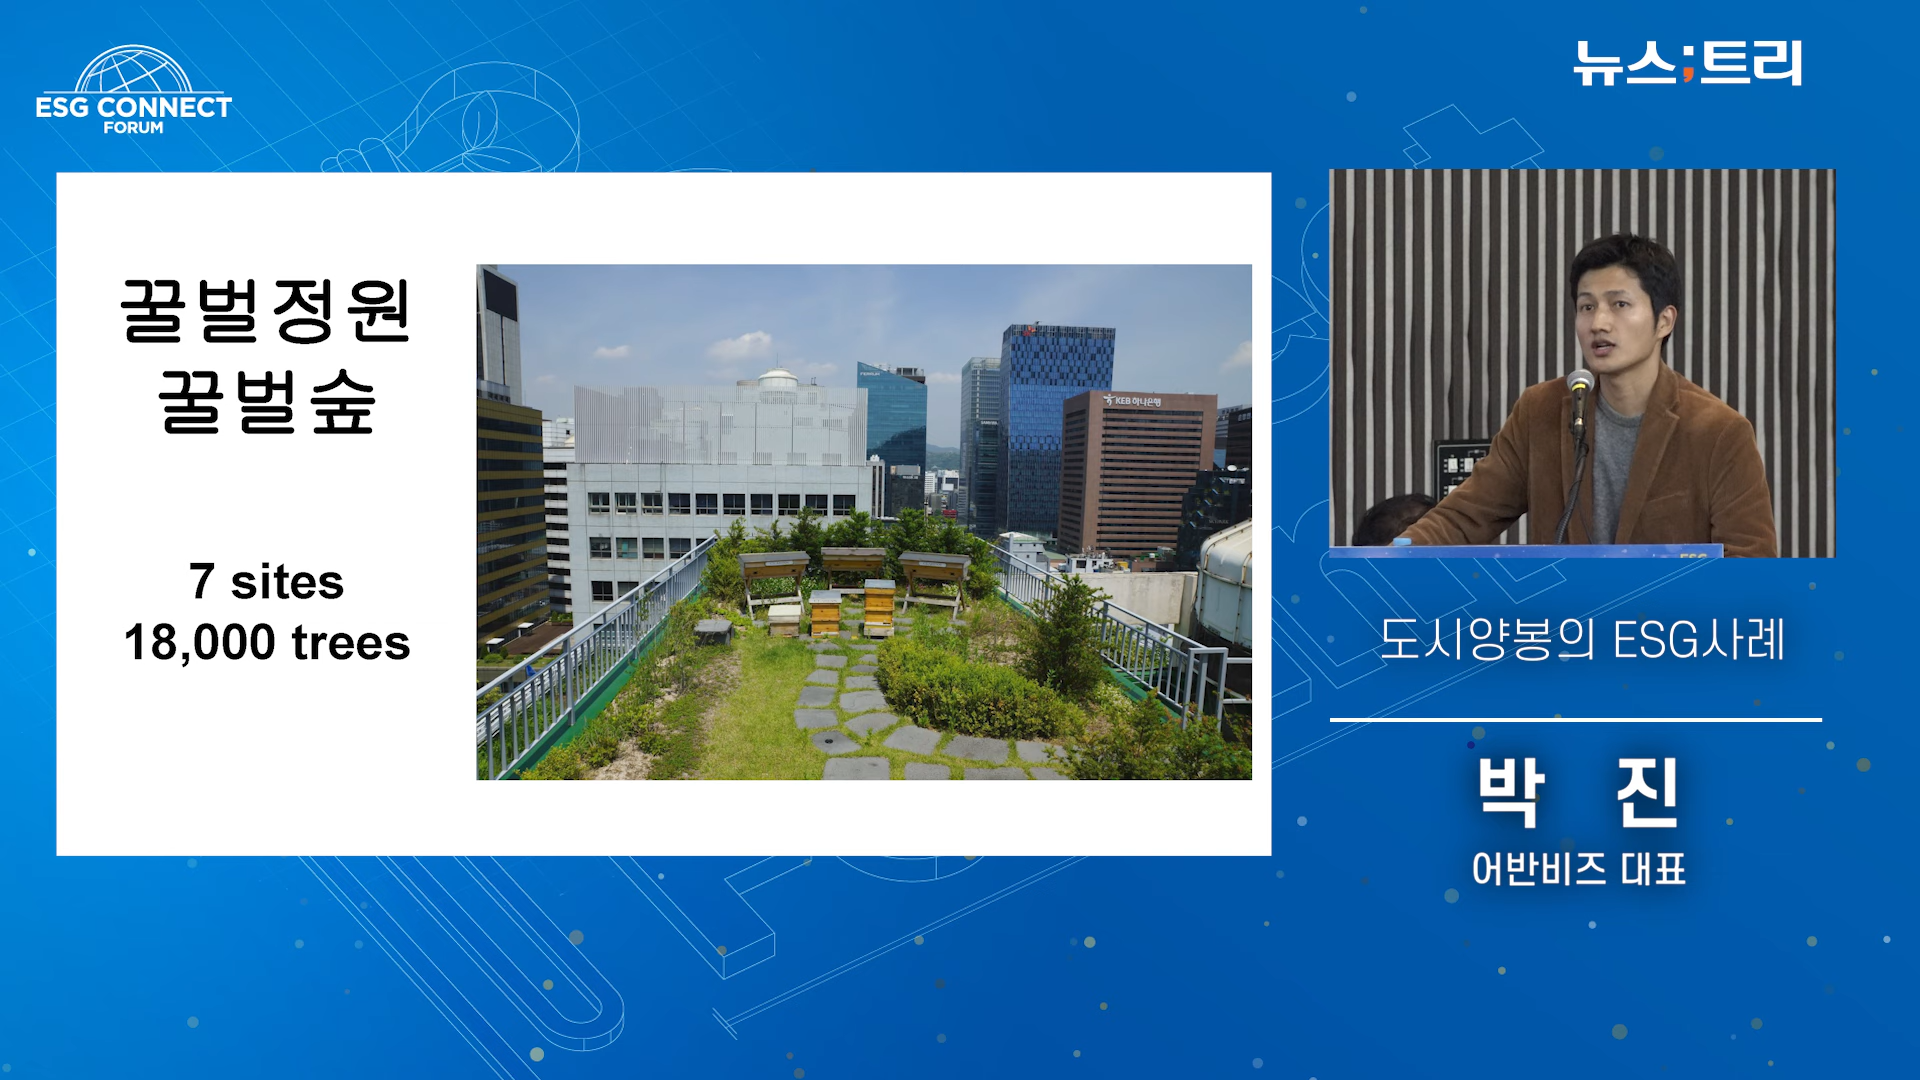 ESG CONNECT
FORUM
뉴스;트리
꿀벌정원
꿀벌숲
7 sites
18,000 trees
KEB 하나은행
ESG
도시양봉의 ESG사례
박 진
어반비즈 대표